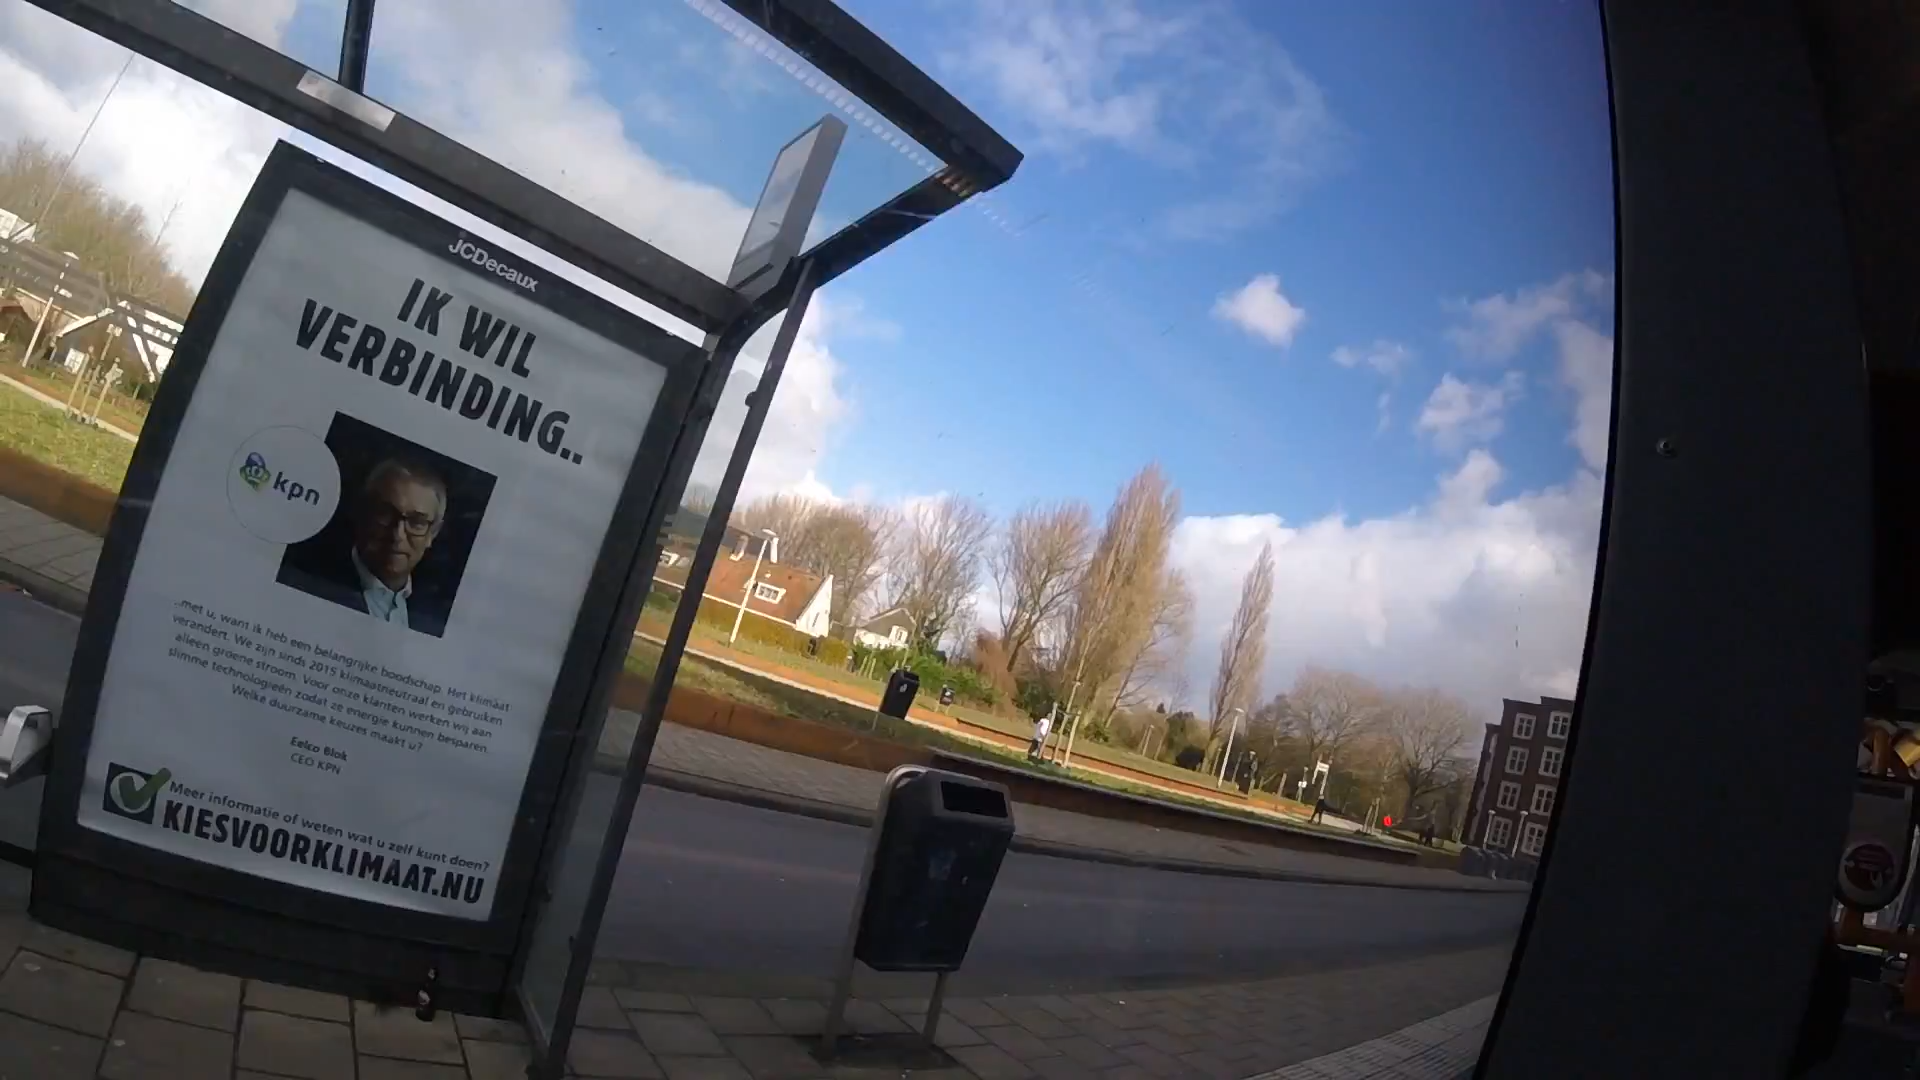 JCDecaux
IK WIL
VERBINDING..
kpn
..met u, want ik heb een belangrijke boodschap. Het klimaat
verandert. We zijn sinds 2015 klimaatneutraal en gebruiken
alleen groene stroom. Voor onze klanten werken wij aan
slimme technologieën zodat ze energie kunnen besparen.
Welke duurzame keuzes maakt u?
Eelco Blok
CEO KPN
Meer informatie of weten wat u zelf kunt doen?
KIESVOORKLIMAAT.NU